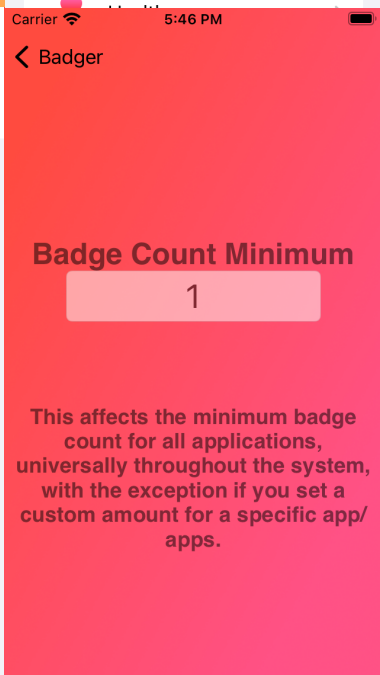 Carrier 5:46 PM
Badger
Badge Count Minimum
1
This affects the minimum badge
count for all applications,
universally throughout the system,
with the exception if you set a
custom amount for a specific app/
apps.